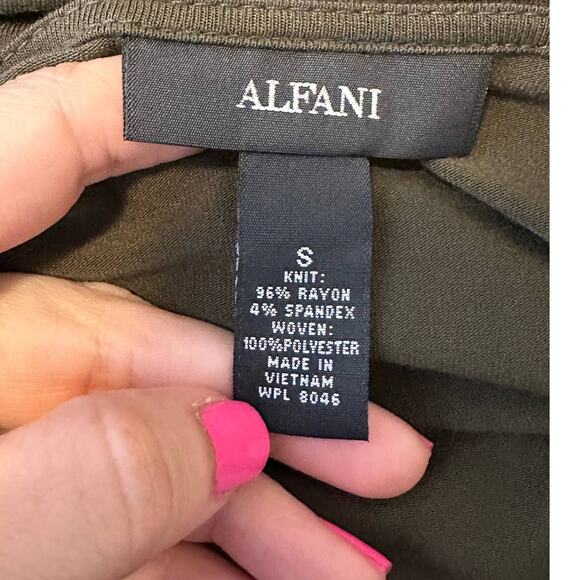 ALFANI
S
KNIT:
96% RAYON
4% SPANDEX
WOVEN:
100%POLYESTER
MADE IN
VIETNAM
WPL 8046